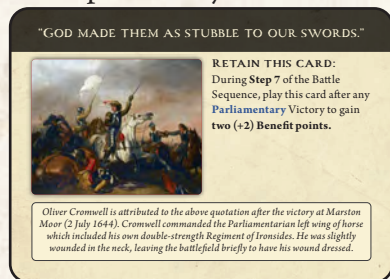 "God made them as stubble to our swords."
Retain this card:
During Step 7 of the Battle
Sequence, play this card after any
Parliamentary Victory to gain
two (+2) Benefit points.
Oliver Cromwell is attributed to the above quotation after the victory at Marston
Moor (2 July 1644). Cromwell commanded the Parliamentarian left wing of horse
which included his own double-strength Regiment of Ironsides. He was slightly
wounded in the neck, leaving the battlefield briefly to have his wound dressed.